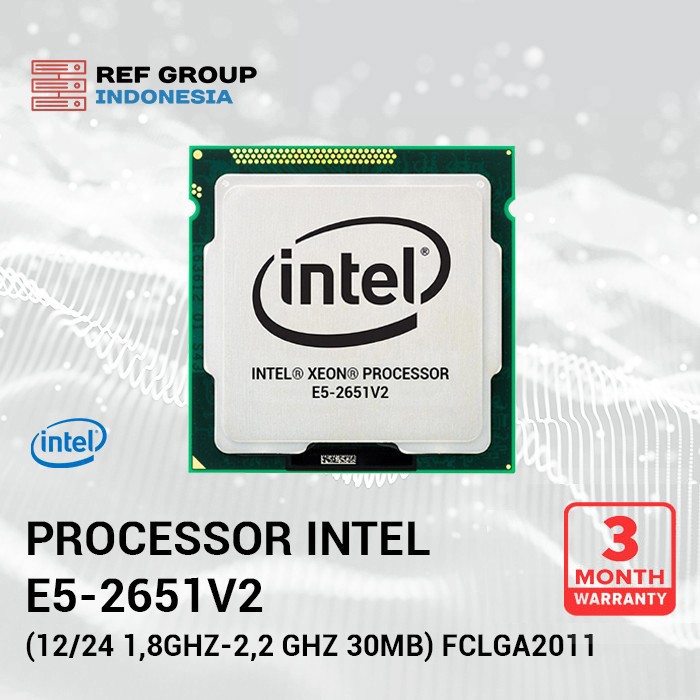 REF GROUP
INDONESIA
intel®
INTEL® XEON® PROCESSOR
E5-2651V2
intel
PROCESSOR INTEL
E5-2651V2
(12/24 1,8GHZ-2,2 GHZ 30MB) FCLGA2011
3
MONTH
WARRANTY